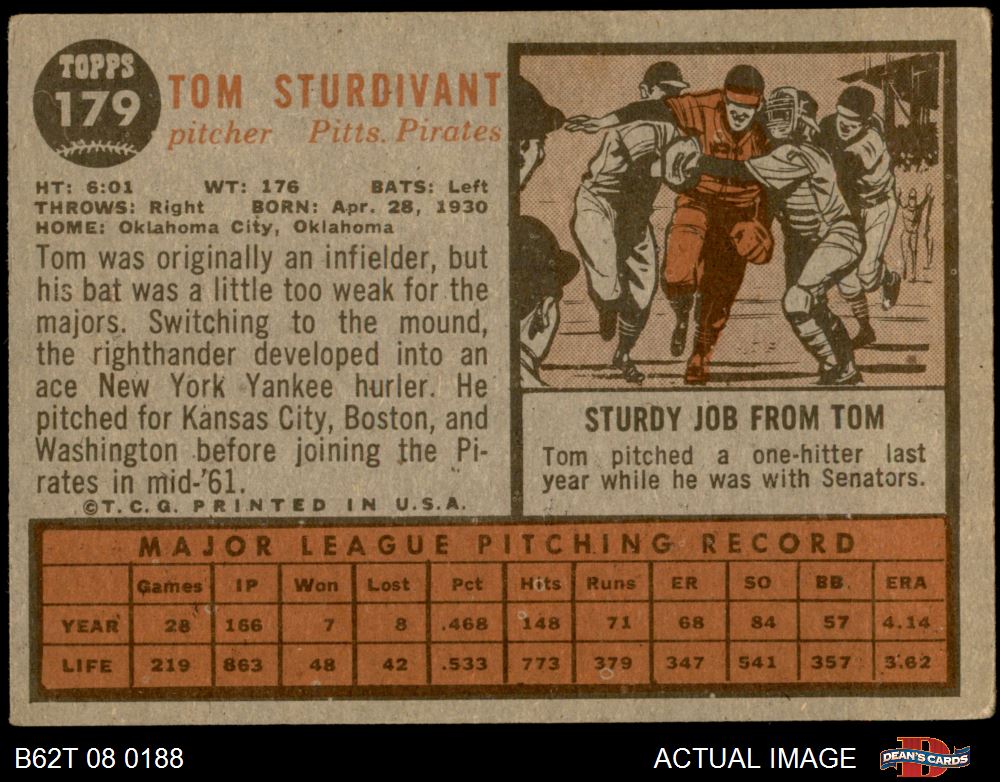 TOPPS
179
TOM STURDIVANT
pitcher Pitts. Pirates
HT: 6:01 WT: 176 BATS: Left
THROWS: Right BORN: Apr. 28, 1930
HOME: Oklahoma City, Oklahoma
Tom was originally an infielder, but
his bat was a little too weak for the
majors. Switching to the mound,
the righthander developed into an
ace New York Yankee hurler. He
pitched for Kansas City, Boston, and
Washington before joining the Pi-
rates in mid-'61.
©T.C.G. PRINTED IN U.S.A.
STURDY JOB FROM TOM
Tom pitched a one-hitter last
year while he was with Senators.
MAJOR LEAGUE PITCHING RECORD
Games IP Won Lost Pct Hits Runs ER SO BB. ERA
YEAR 28 166 7 8 .468 148 71 68 84 57 4.14
LIFE 219 863 48 42 .533 773 379 347 541 357 3.62
B62T 08 0188 ACTUAL IMAGE DEAN'S CARDS